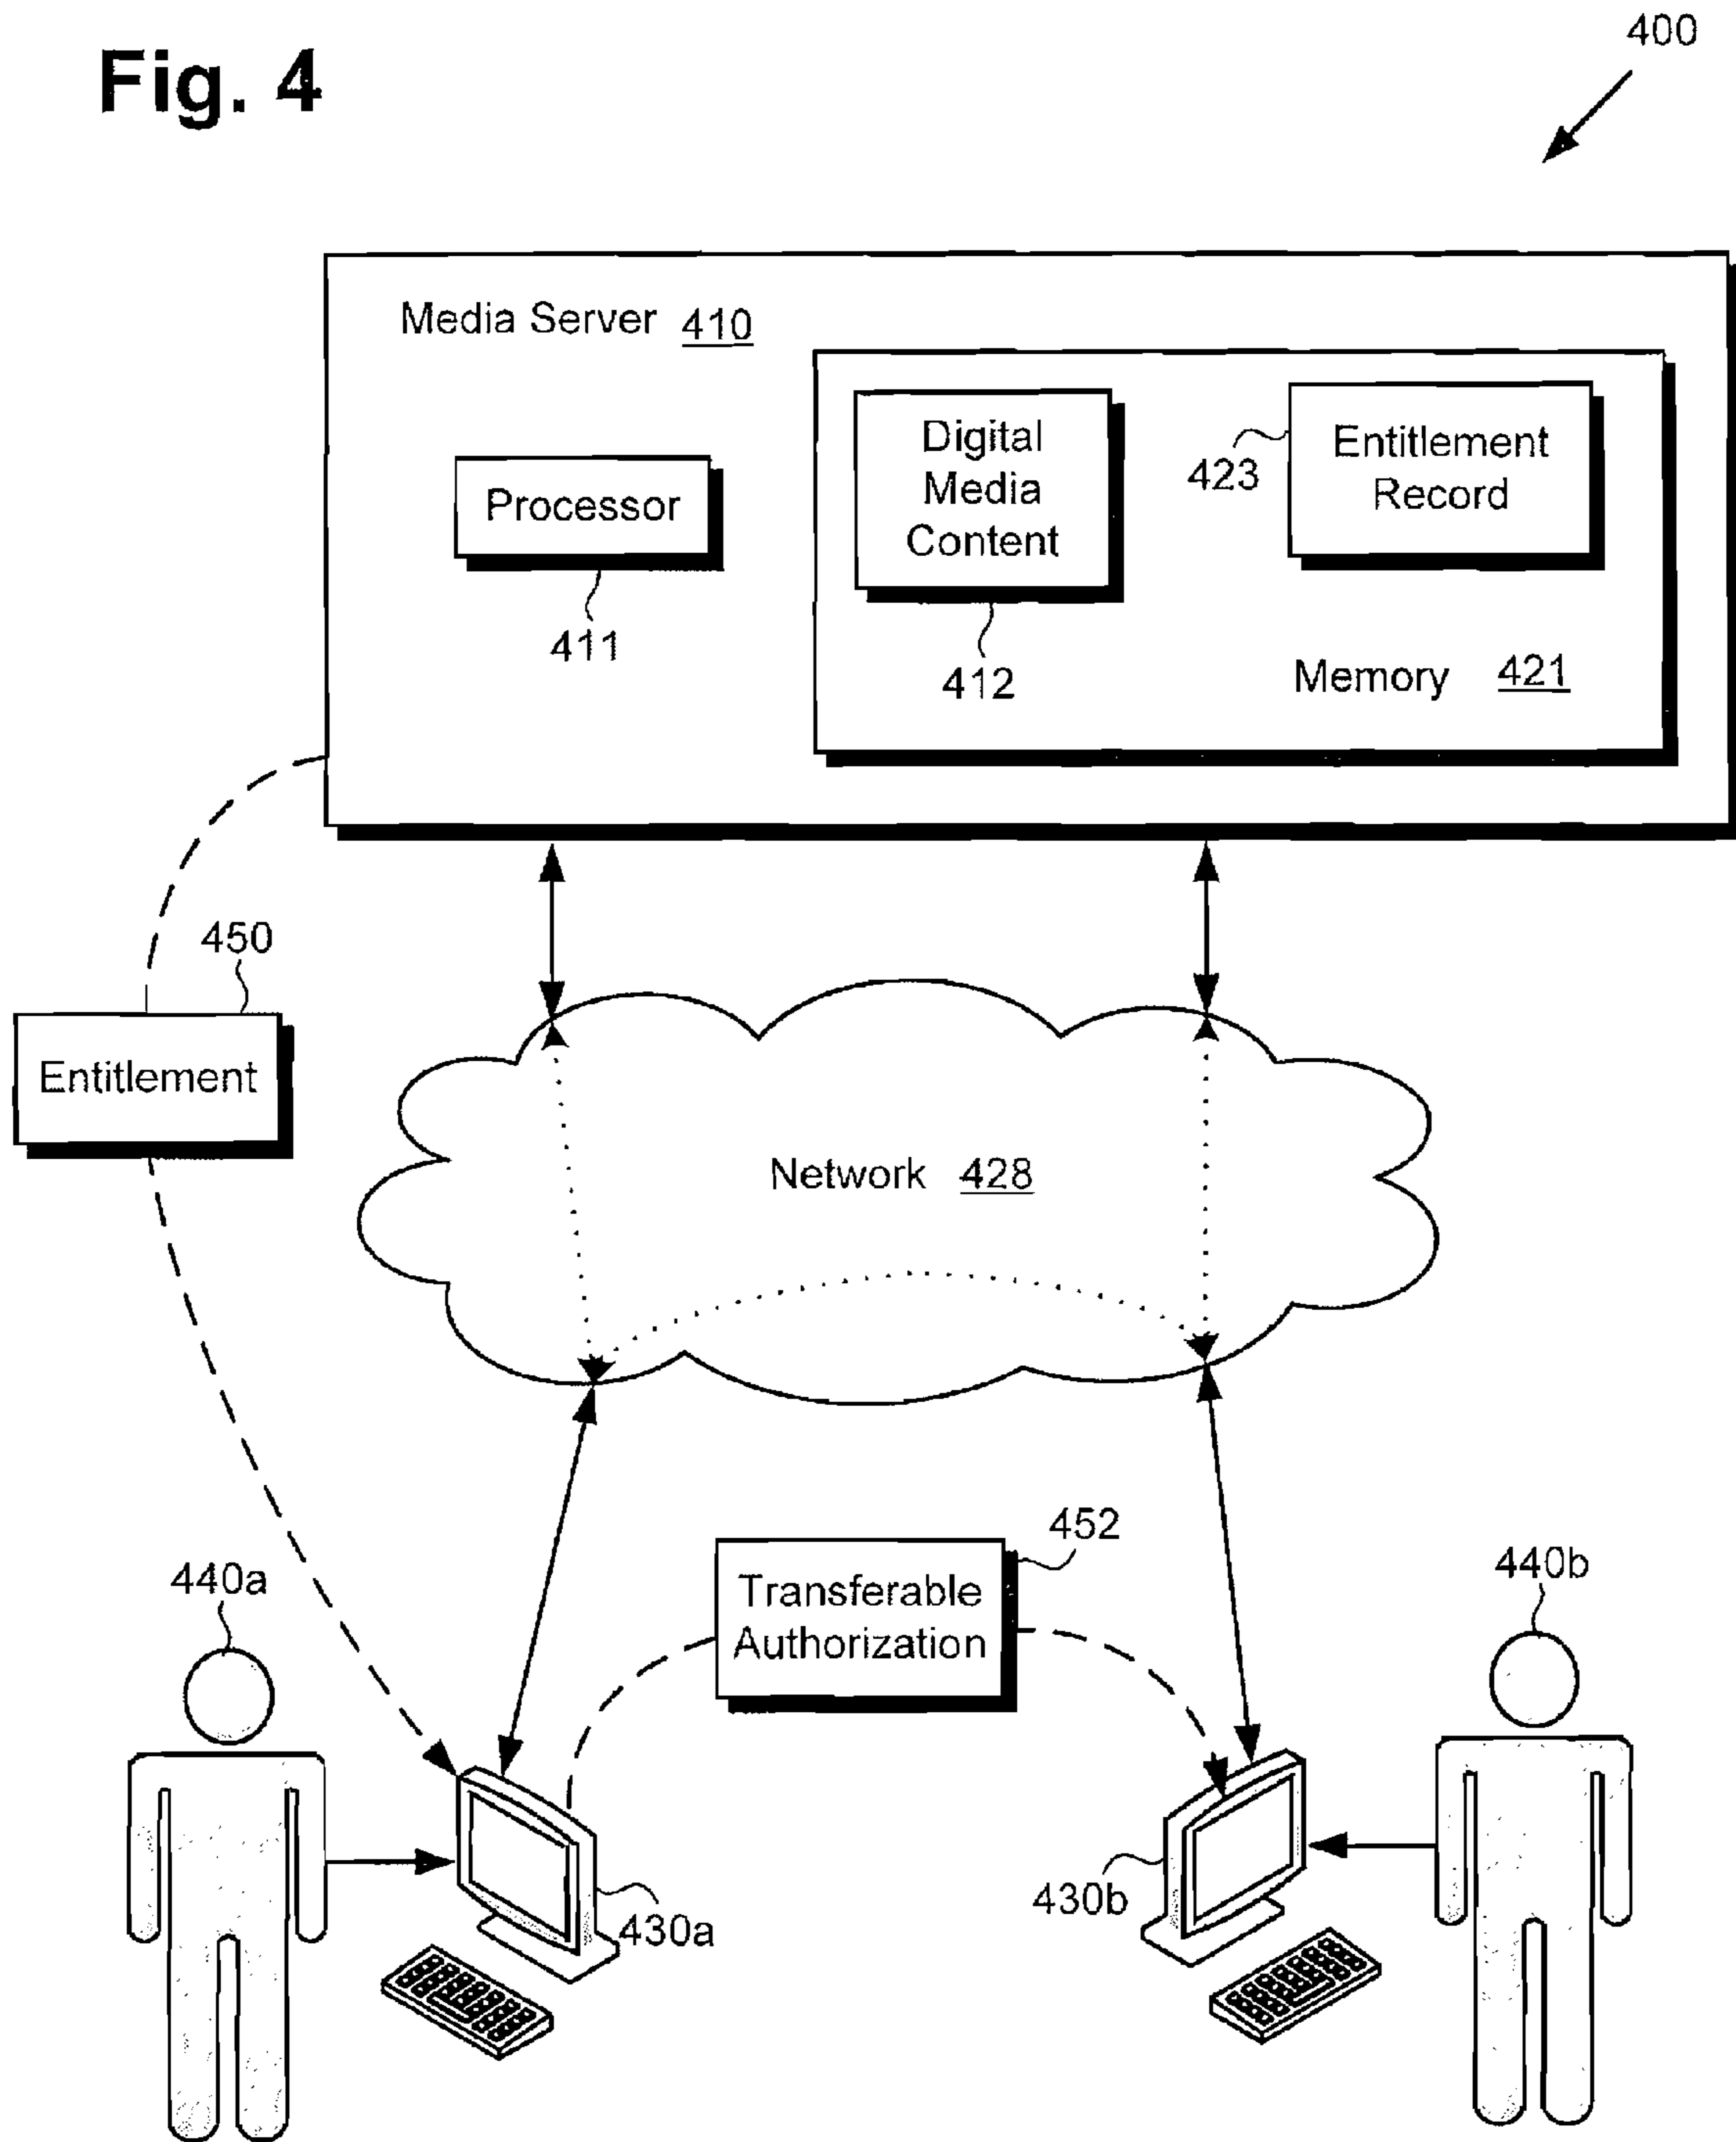 Fig. 4
400
Media Server 410
Processor
411
Digital
Media
Content
412
423
Entitlement
Record
Memory 421
450
Entitlement
Network 428
452
Transferable
Authorization
440a
440b
430a
430b